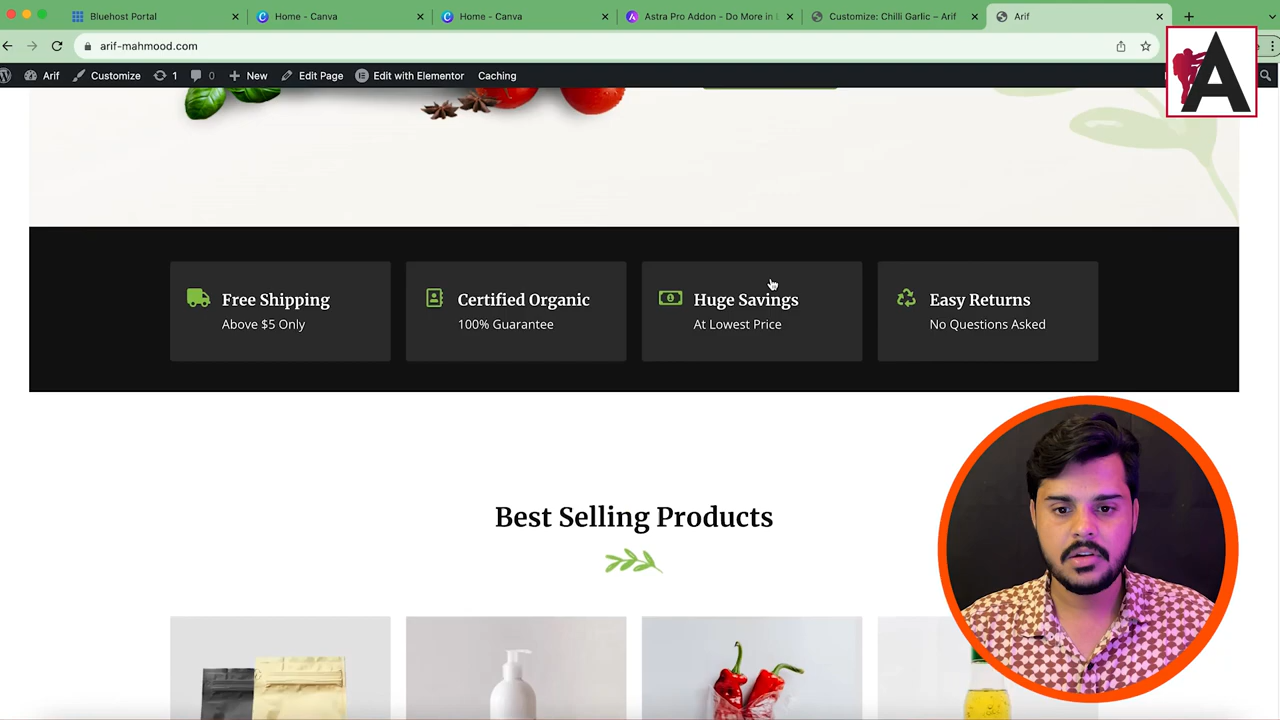 Bluehost Portal
Home - Canva
Home - Canva
Astra Pro Addon - Do More in
Customize: Chilli Garlic – Arif
Arif
arif-mahmood.com
A
Arif
Customize
1
0
New
Edit Page
Edit with Elementor
Caching
Free Shipping
Above $5 Only
Certified Organic
100% Guarantee
Huge Savings
At Lowest Price
Easy Returns
No Questions Asked
Best Selling Products